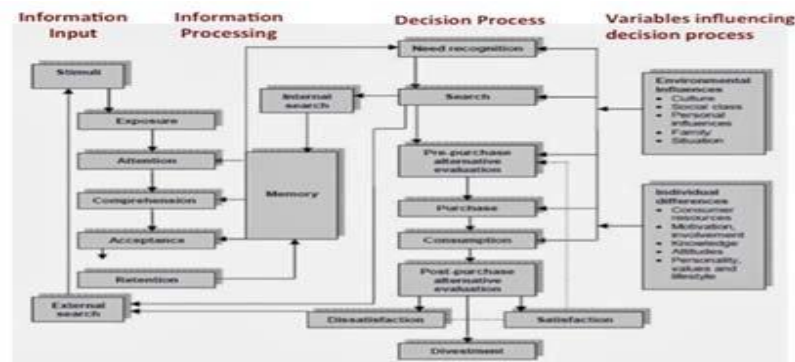 Information Input
Information Processing
Decision Process
Variables influencing decision process
Stimuli
Exposure
Attention
Comprehension
Acceptance
Retention
External search
Internal search
Memory
Need recognition
Search
Pre-purchase alternative evaluation
Purchase
Consumption
Post-purchase alternative evaluation
Dissatisfaction
Satisfaction
Divestment
Environmental Influences
• Culture
• Social class
• Personal influences
• Family
• Situation
Individual differences
• Consumer resources
• Motivation, involvement
• Knowledge
• Attitudes
• Personality, values and lifestyle